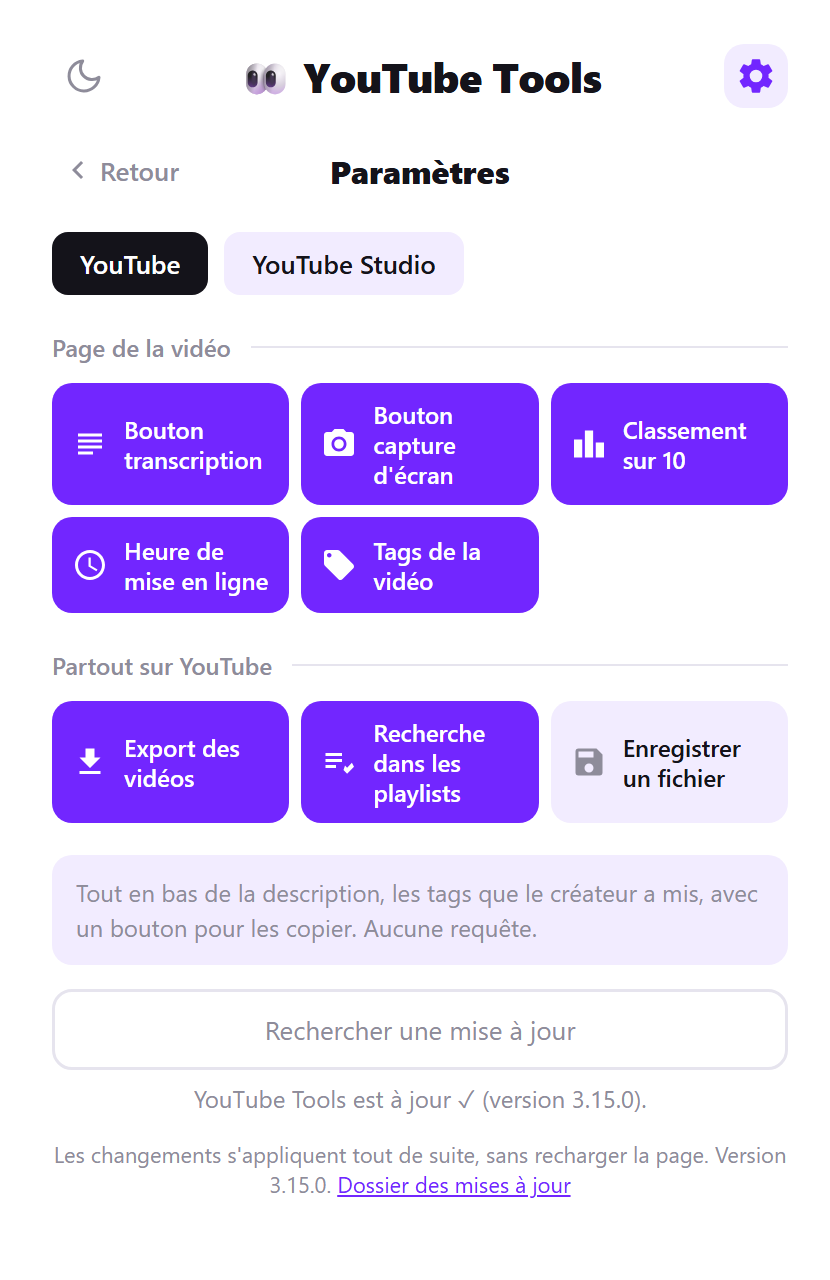 👀 YouTube Tools
Retour
Paramètres
YouTube
YouTube Studio
Page de la vidéo
Bouton
transcription
Bouton
capture
d'écran
Classement
sur 10
Heure de
mise en ligne
Tags de la
vidéo
Partout sur YouTube
Export des
vidéos
Recherche
dans les
playlists
Enregistrer
un fichier
Tout en bas de la description, les tags que le créateur a mis, avec
un bouton pour les copier. Aucune requête.
Rechercher une mise à jour
YouTube Tools est à jour ✓ (version 3.15.0).
Les changements s'appliquent tout de suite, sans recharger la page. Version
3.15.0. Dossier des mises à jour